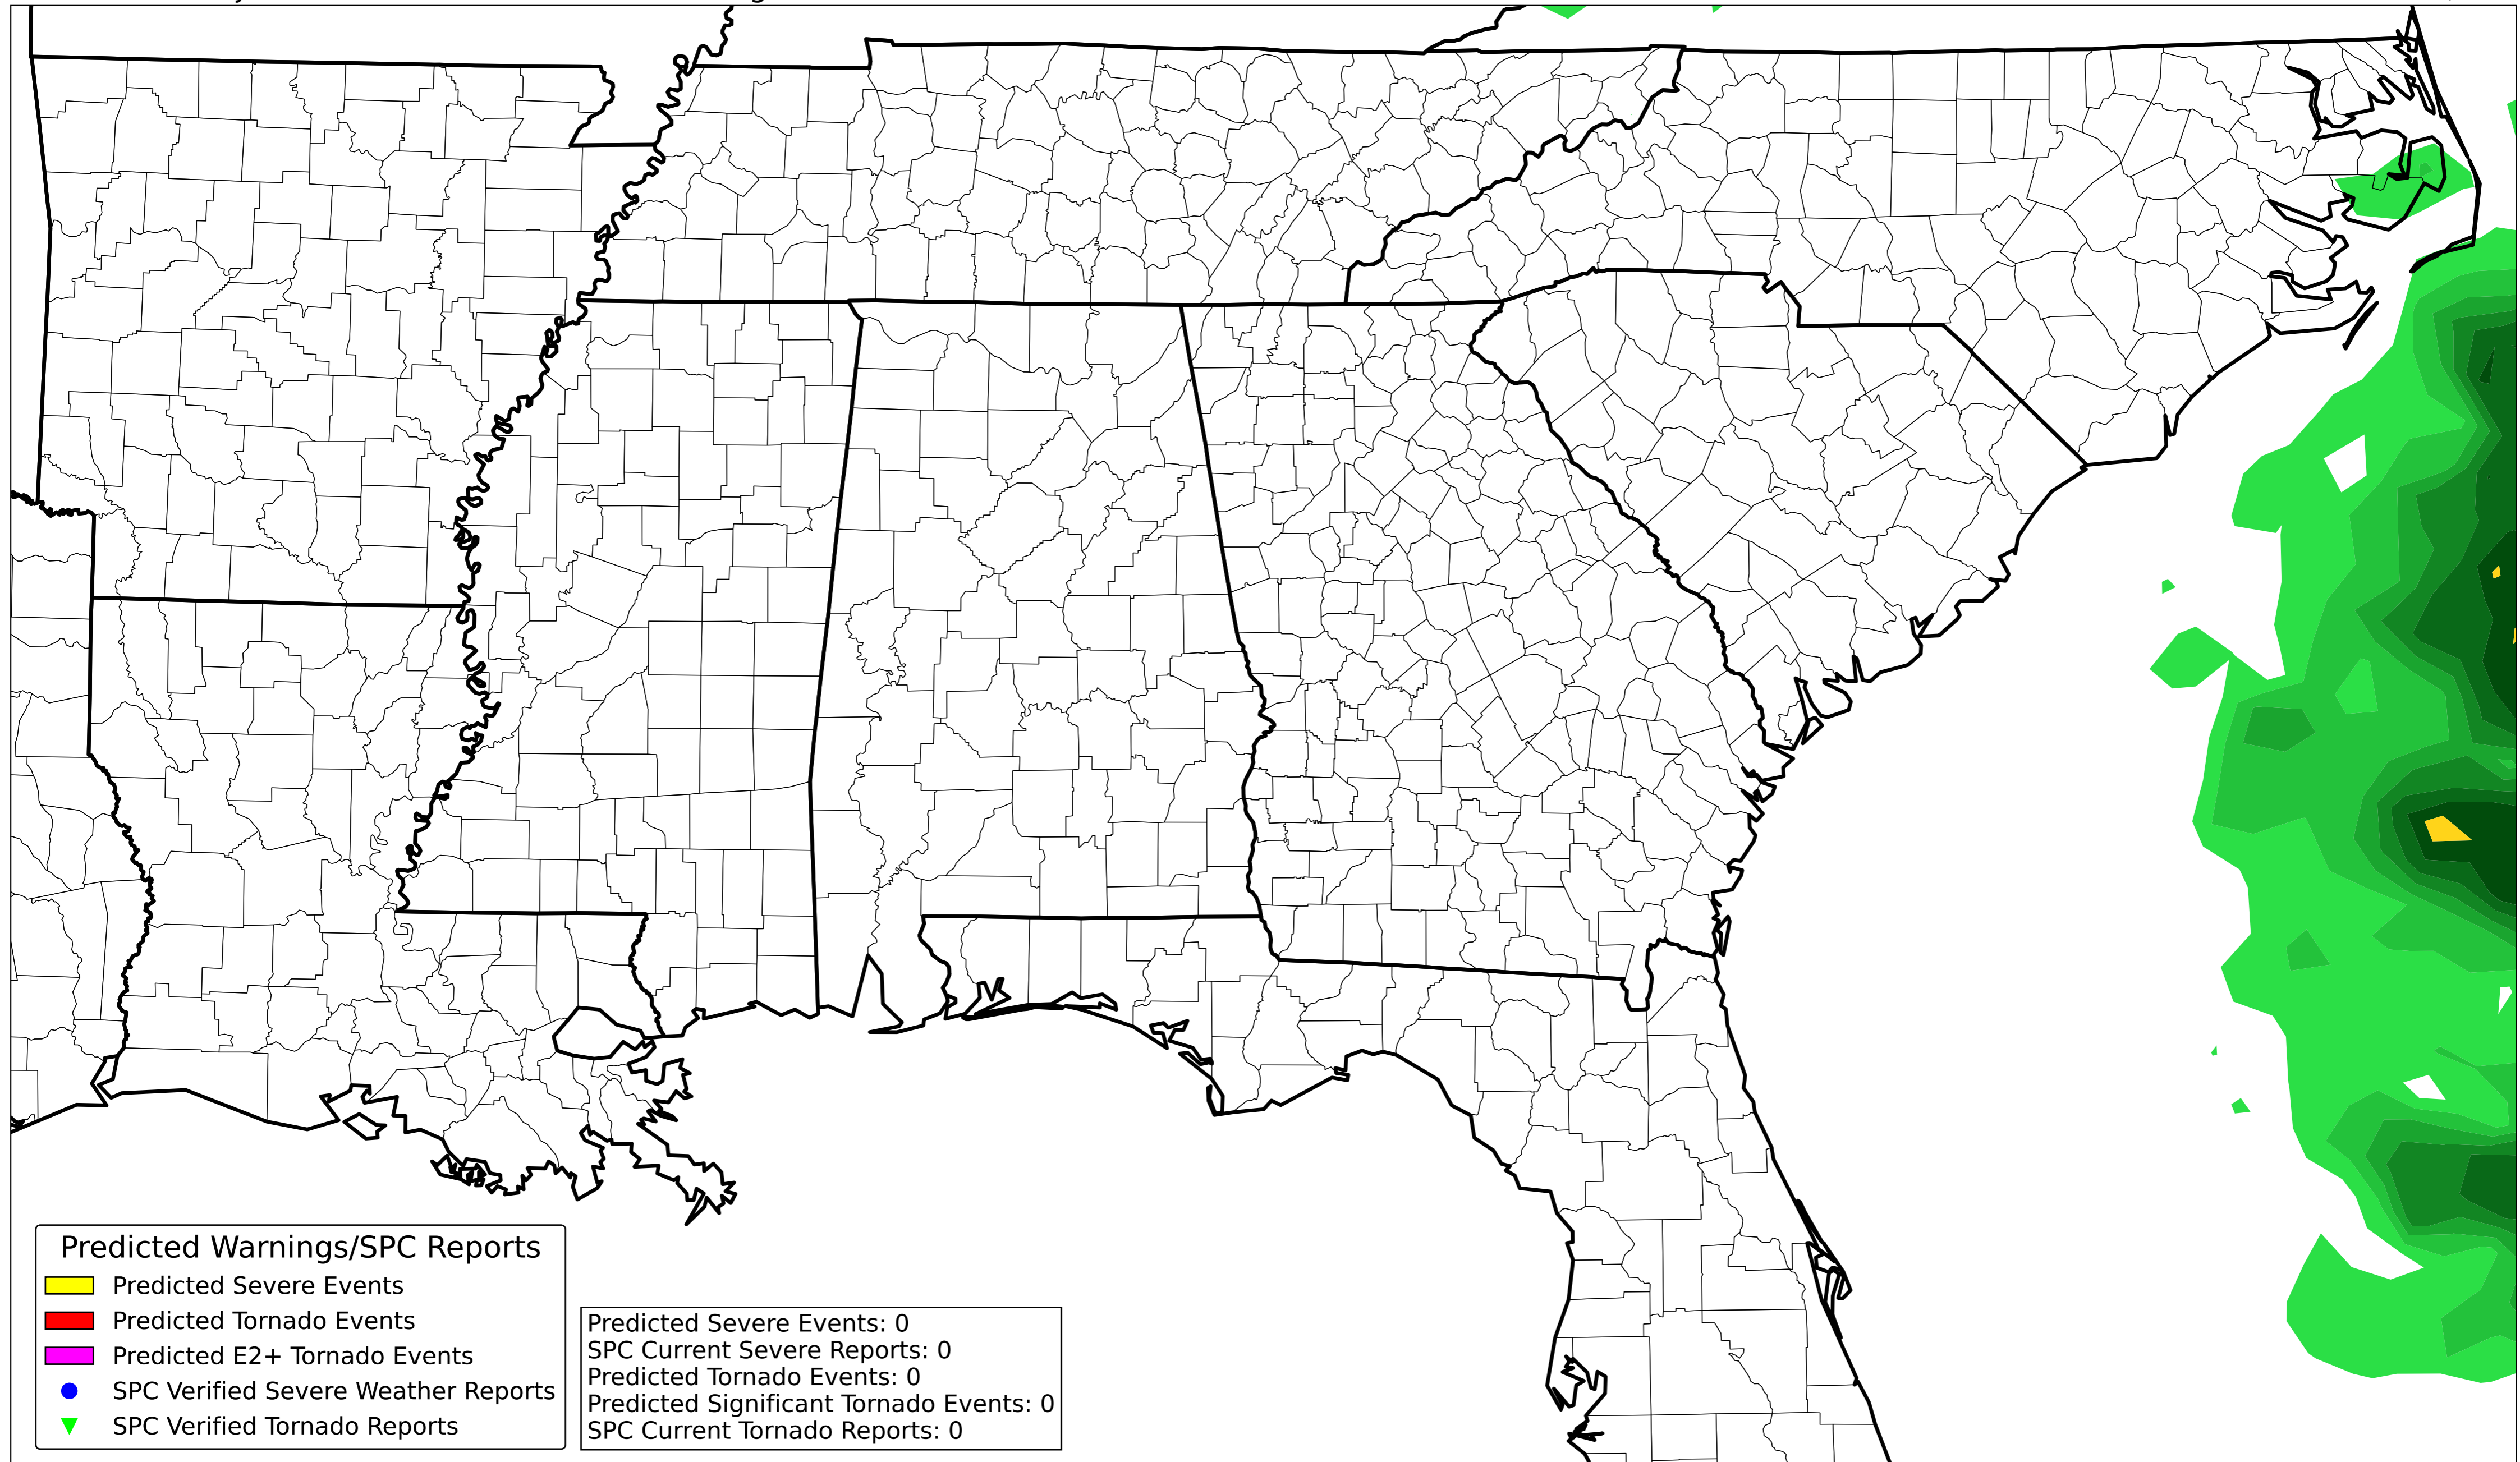 Predicted Warnings/SPC Reports
Predicted Severe Events
Predicted Tornado Events
Predicted E2+ Tornado Events
SPC Verified Severe Weather Reports
SPC Verified Tornado Reports
Predicted Severe Events: 0
SPC Current Severe Reports: 0
Predicted Tornado Events: 0
Predicted Significant Tornado Events: 0
SPC Current Tornado Reports: 0